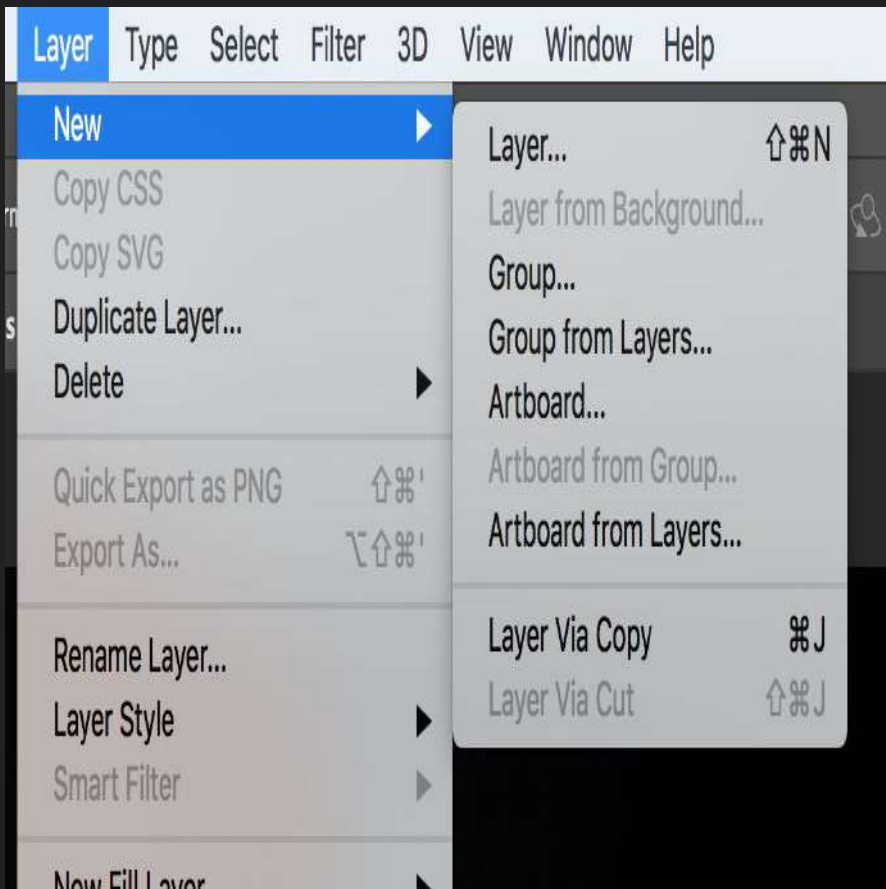 Layer Type Select Filter 3D View Window Help
New
Copy CSS
Copy SVG
Duplicate Layer...
Delete
Quick Export as PNG ⇧⌘'
Export As... ⌥⇧⌘'
Rename Layer...
Layer Style
Smart Filter
New Fill Layer
Layer... ⇧⌘N
Layer from Background...
Group...
Group from Layers...
Artboard...
Artboard from Group...
Artboard from Layers...
Layer Via Copy ⌘J
Layer Via Cut ⇧⌘J